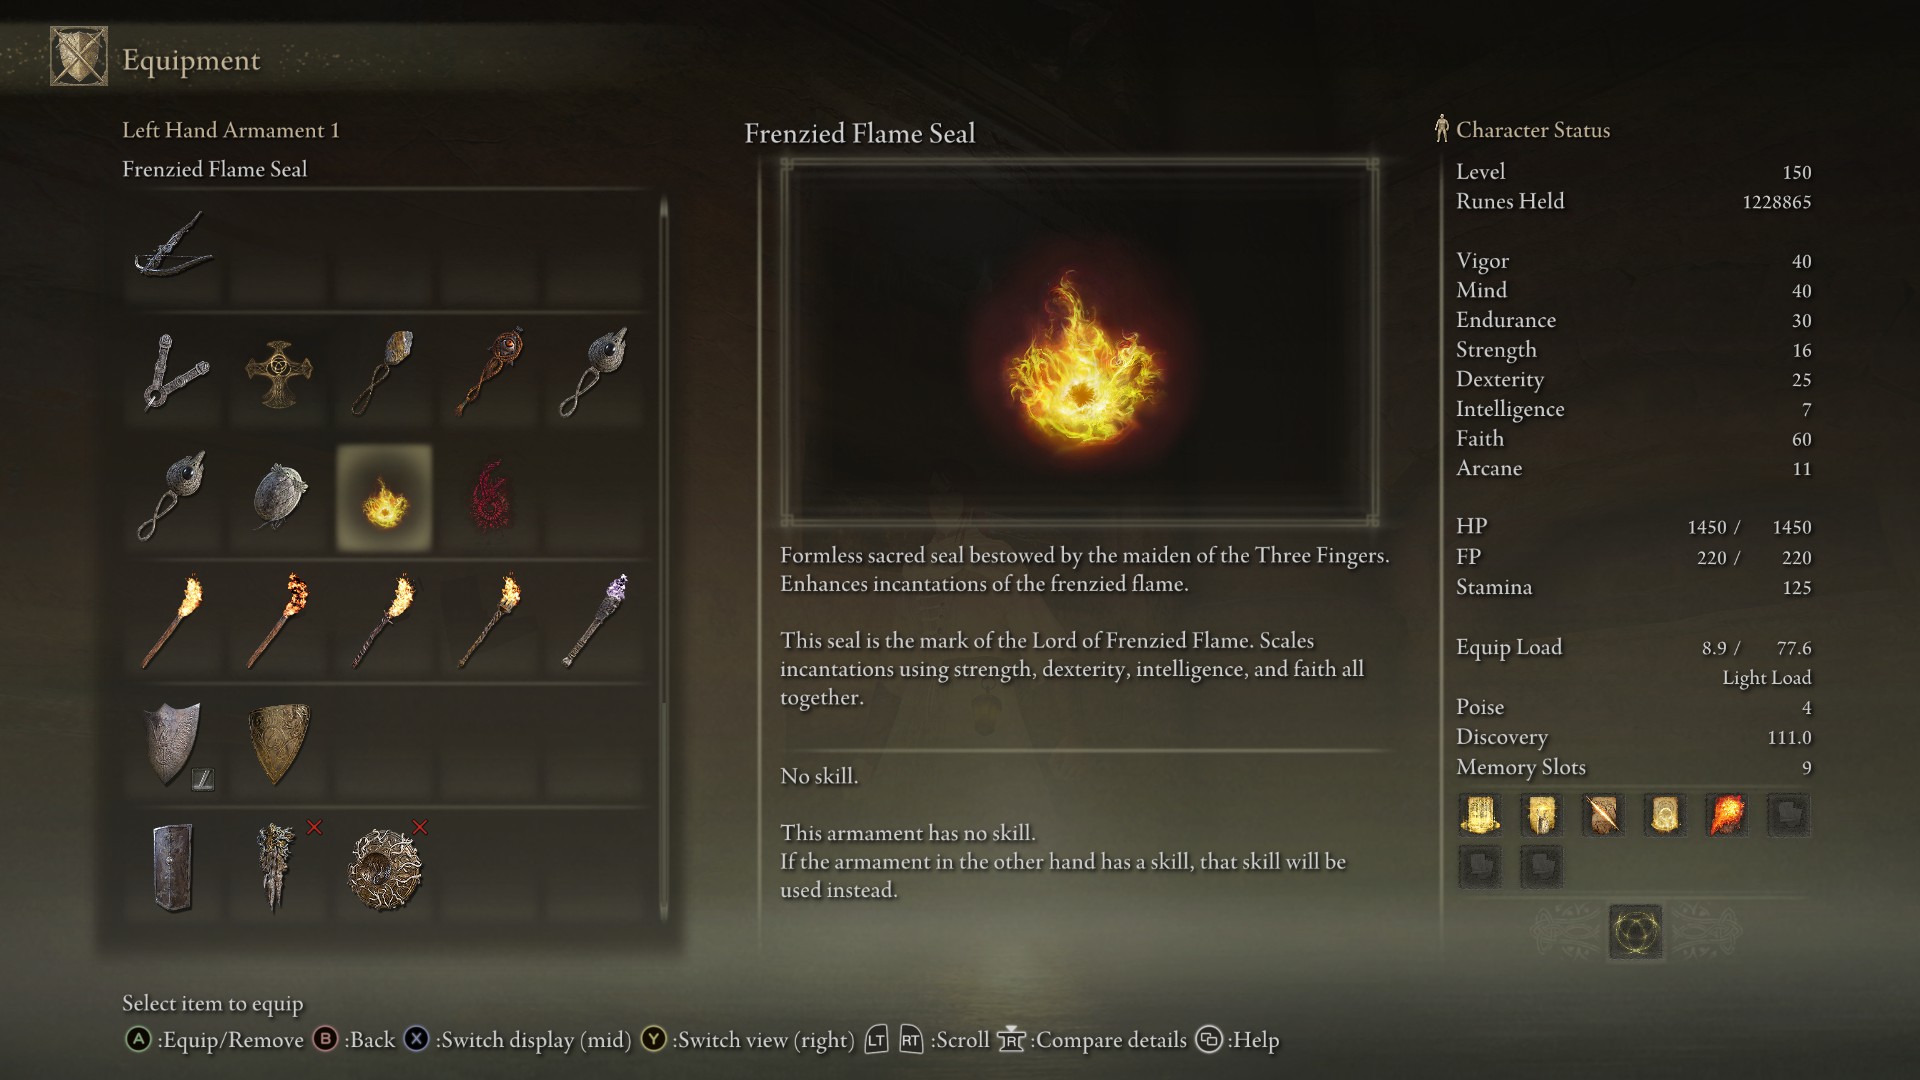 Equipment
Left Hand Armament 1
Frenzied Flame Seal
Frenzied Flame Seal
Formless sacred seal bestowed by the maiden of the Three Fingers.
Enhances incantations of the frenzied flame.
This seal is the mark of the Lord of Frenzied Flame. Scales
incantations using strength, dexterity, intelligence, and faith all
together.
No skill.
This armament has no skill.
If the armament in the other hand has a skill, that skill will be
used instead.
Character Status
Level 150
Runes Held 1228865
Vigor 40
Mind 40
Endurance 30
Strength 16
Dexterity 25
Intelligence 7
Faith 60
Arcane 11
HP 1450 / 1450
FP 220 / 220
Stamina 125
Equip Load 8.9 / 77.6
Light Load
Poise 4
Discovery 111.0
Memory Slots 9
Select item to equip
A :Equip/Remove B :Back X :Switch display (mid) Y :Switch view (right) LT RT :Scroll R :Compare details :Help